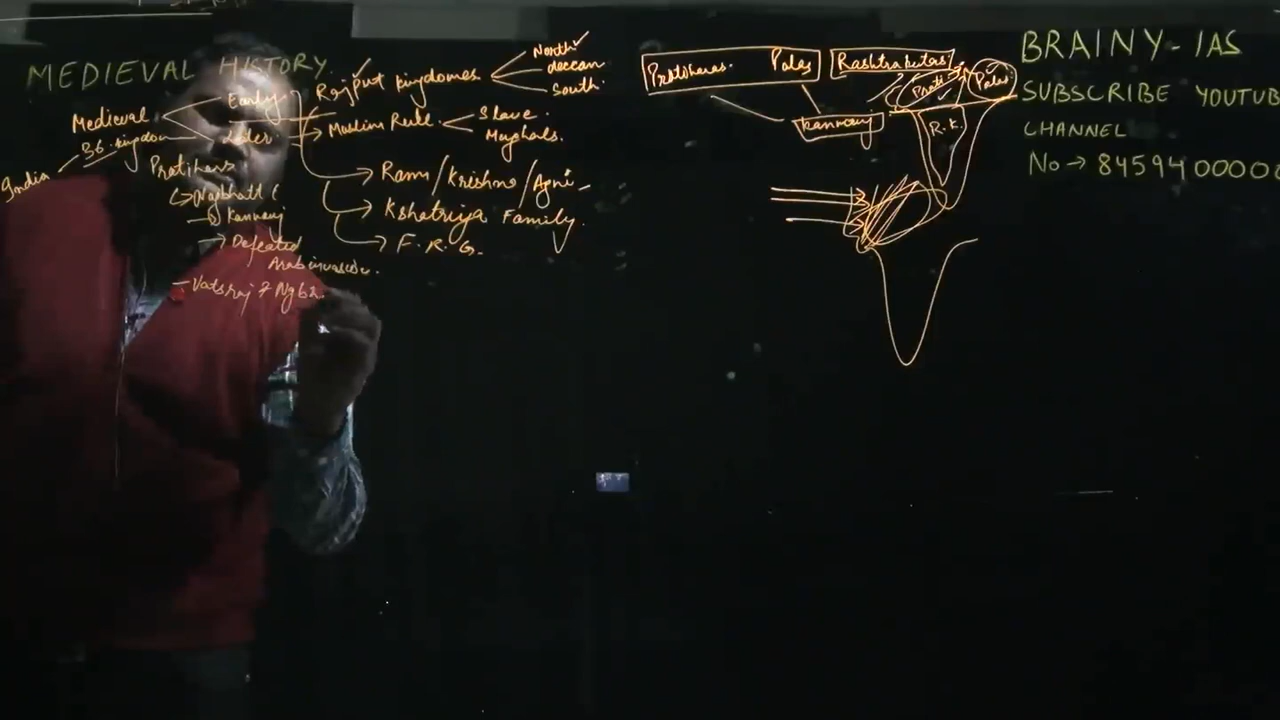 MEDIEVAL HISTORY
Medieval
Early
Later
India
36 kingdom
Rajput kingdomes
North
deccan
South
Muslim Rule
Slave
Mughals.
Ram/Krishna/Agni
Kshatriya Family
F.R.G.
Pratihars
Nagbhatt
Kannauj
Defeated
Arab invasion.
Vatsraj & Ngb2.
Pratiharas. Palas
Rashtrakutas
Kannauj
Prati
Palas
R.K.
BRAINY-IAS
SUBSCRIBE YOUTUB
CHANNEL
No → 845940000